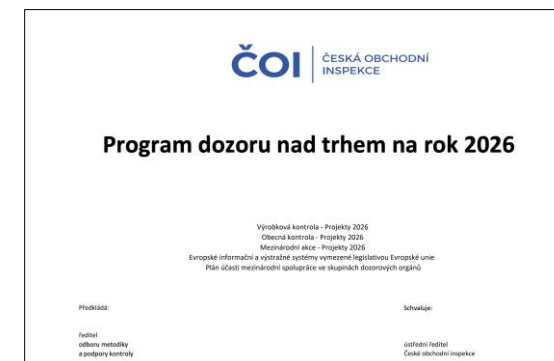 ČOI
ČESKÁ OBCHODNÍ
INSPEKCE
Program dozoru nad trhem na rok 2026
Výrobková kontrola - Projekty 2026
Obecná kontrola - Projekty 2026
Mezinárodní akce - Projekty 2026
Evropské informační a výstražné systémy vymezené legislativou Evropské unie
Plán účasti mezinárodní spolupráce ve skupinách dozorových orgánů
Předkládá:
Schvaluje:
ředitel
odboru metodiky
a podpory kontroly
ústřední ředitel
České obchodní inspekce